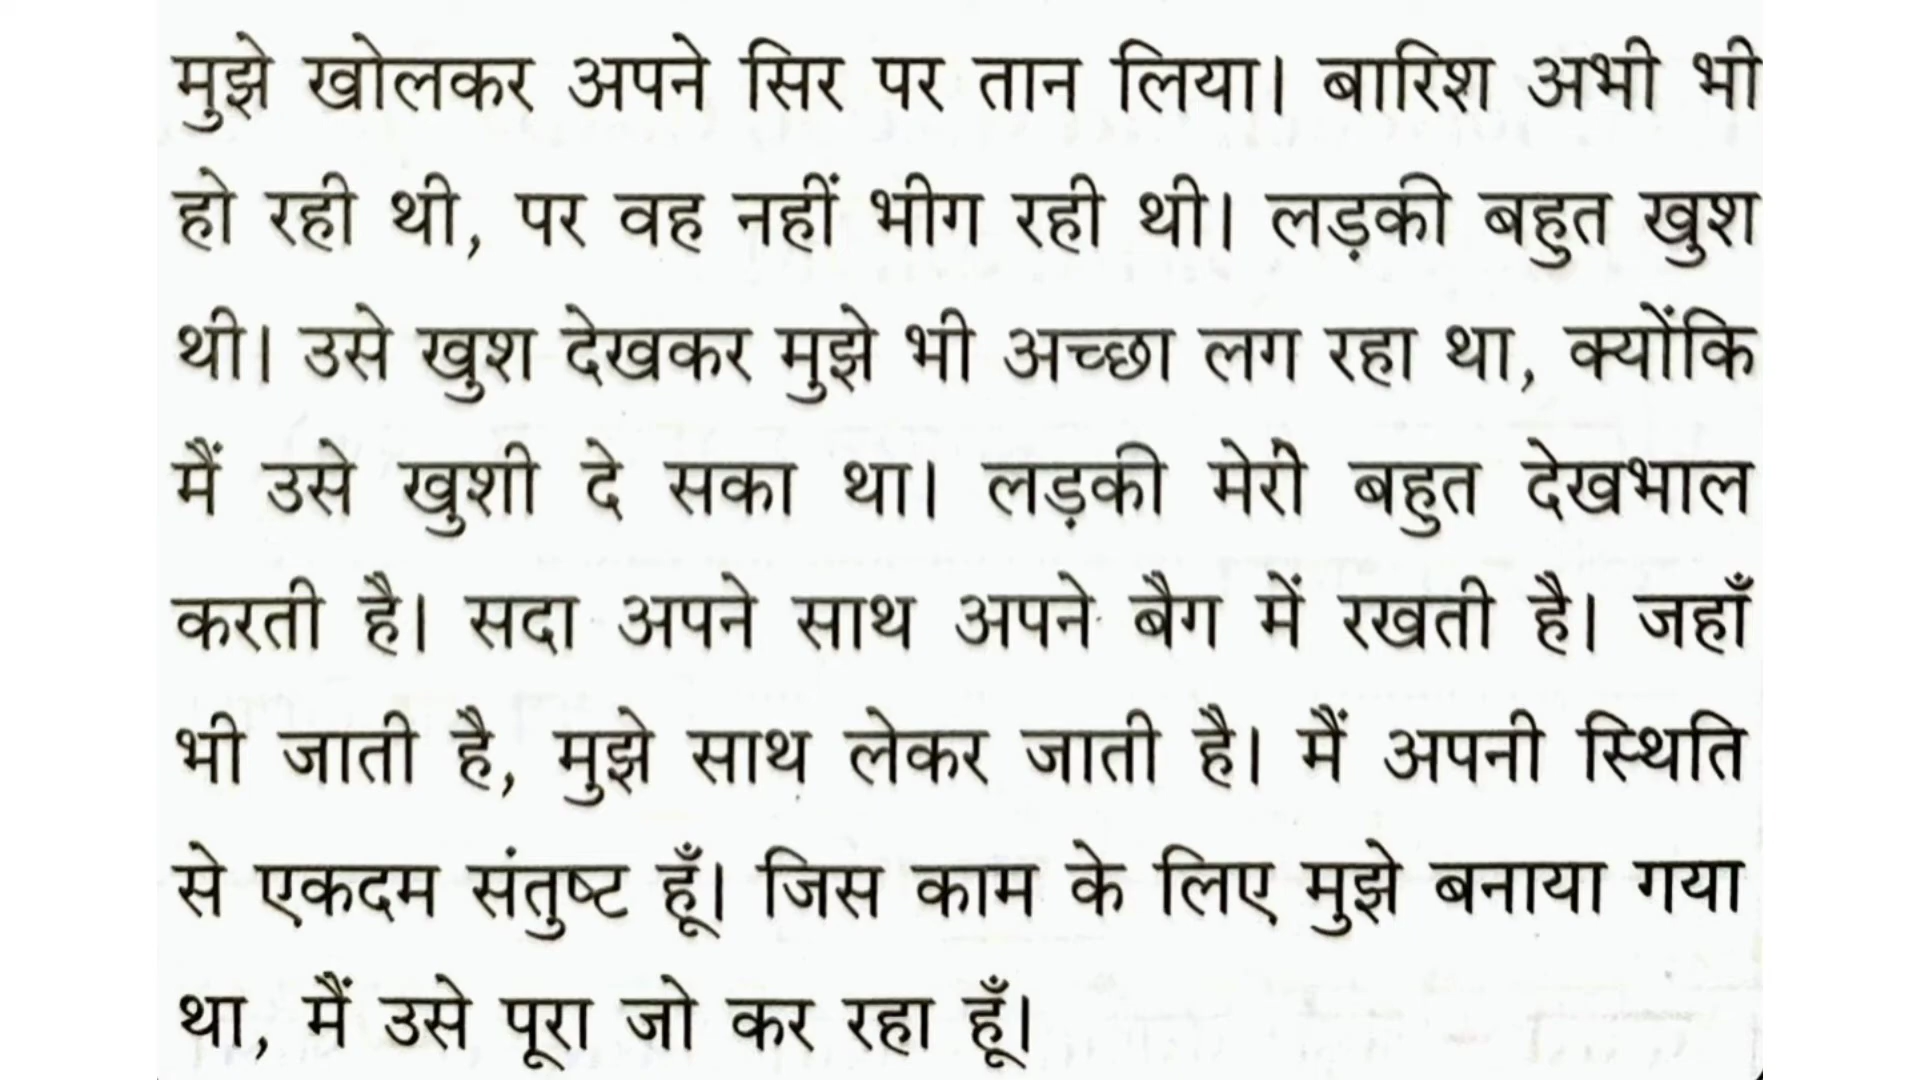 मुझे खोलकर अपने सिर पर तान लिया। बारिश अभी भी
हो रही थी, पर वह नहीं भीग रही थी। लड़की बहुत खुश
थी। उसे खुश देखकर मुझे भी अच्छा लग रहा था, क्योंकि
मैं उसे खुशी दे सका था। लड़की मेरी बहुत देखभाल
करती है। सदा अपने साथ अपने बैग में रखती है। जहाँ
भी जाती है, मुझे साथ लेकर जाती है। मैं अपनी स्थिति
से एकदम संतुष्ट हूँ। जिस काम के लिए मुझे बनाया गया
था, मैं उसे पूरा जो कर रहा हूँ।